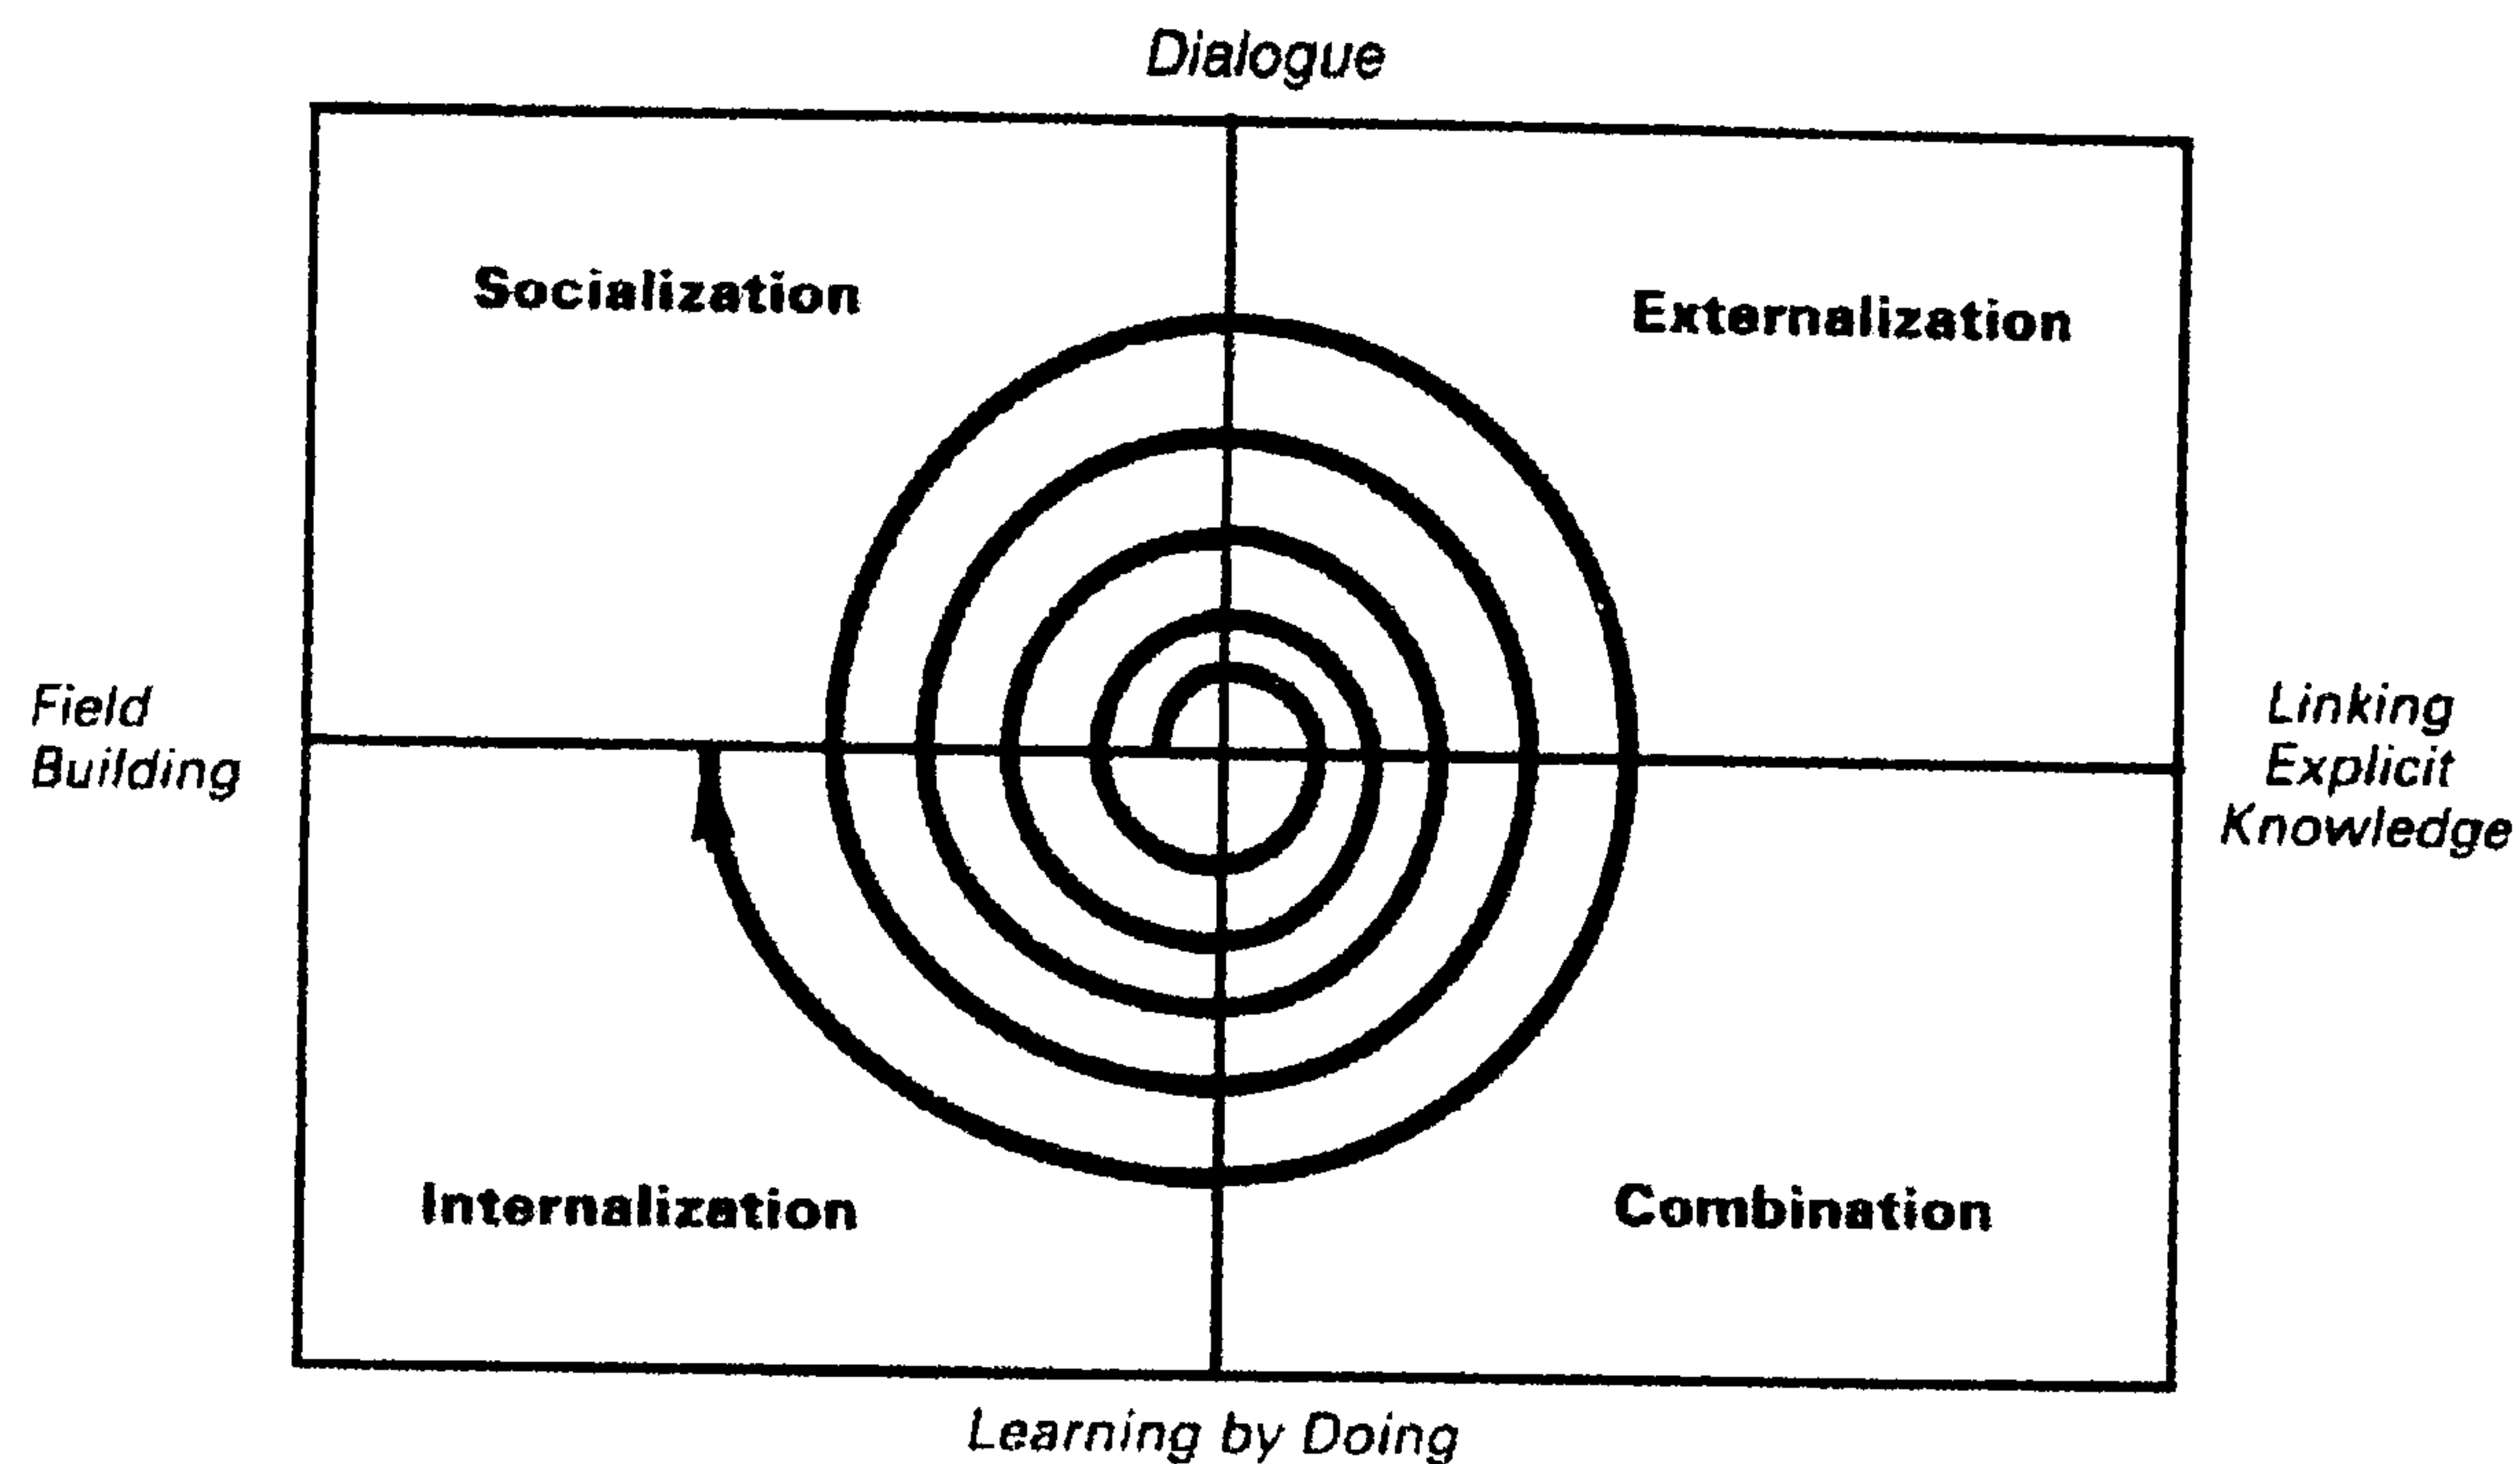 Dialogue
Socialization
Externalization
Field
Building
Linking
Explicit
Knowledge
Internalization
Combination
Learning by Doing